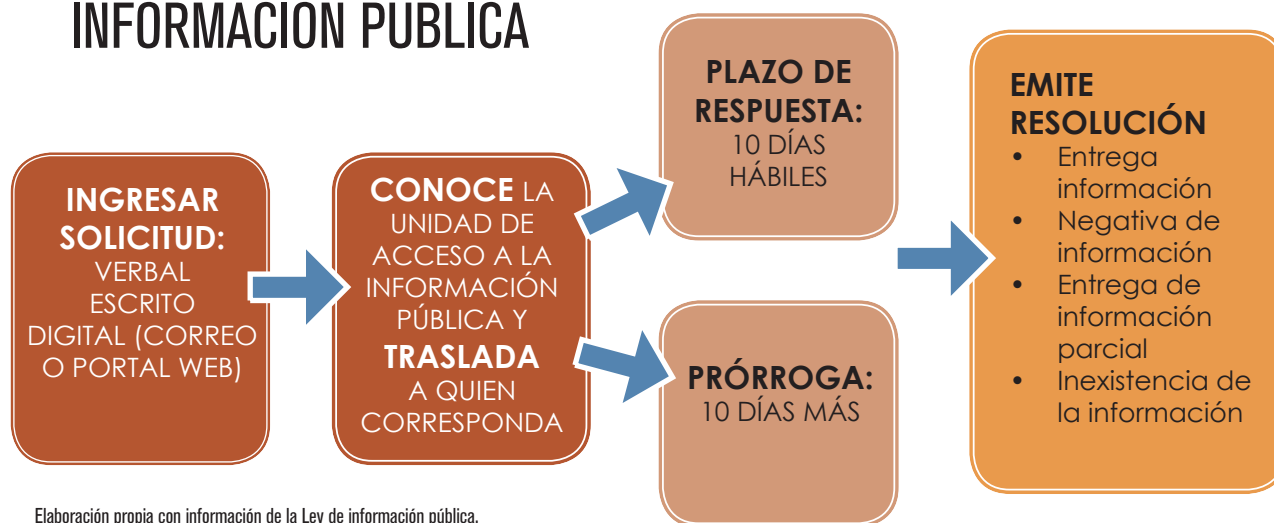 INFORMACIÓN PÚBLICA
INGRESAR
SOLICITUD:
VERBAL
ESCRITO
DIGITAL (CORREO
O PORTAL WEB)
CONOCE LA
UNIDAD DE
ACCESO A LA
INFORMACIÓN
PÚBLICA Y
TRASLADA
A QUIEN
CORRESPONDA
PLAZO DE
RESPUESTA:
10 DÍAS
HÁBILES
PRÓRROGA:
10 DÍAS MÁS
EMITE
RESOLUCIÓN
• Entrega
información
• Negativa de
información
• Entrega de
información
parcial
• Inexistencia de
la información
Elaboración propia con información de la Ley de información pública.